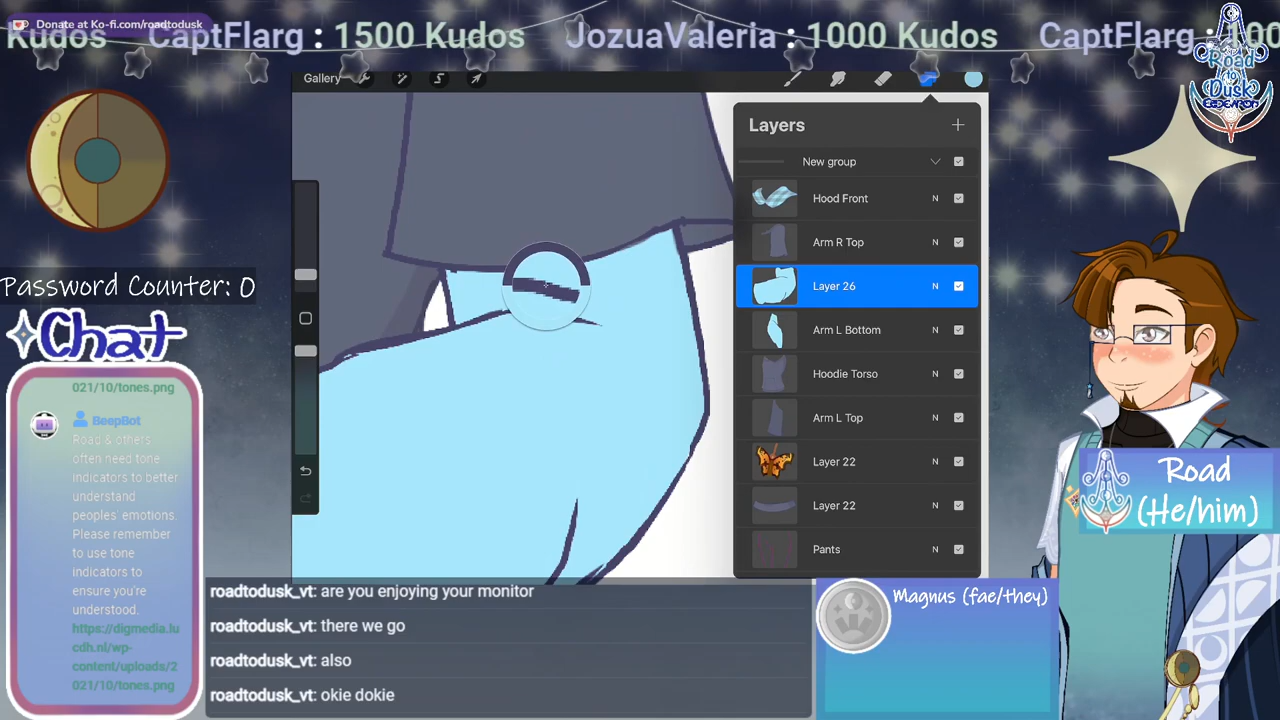 Donate at Ko-fi.com/roadtodusk
Kudos CaptFlarg : 1500 Kudos JozuaValeria : 1000 Kudos CaptFlarg :
Road
to
Dusk
Gallery
Layers
New group
Hood Front N
Arm R Top N
Layer 26 N
Arm L Bottom N
Hoodie Torso N
Arm L Top N
Layer 22 N
Layer 22 N
Pants N
Password Counter: 0
Chat
021/10/tones.png
BeepBot
Road & others
often need tone
indicators to better
understand
peoples' emotions.
Please remember
to use tone
indicators to
ensure you're
understood.
https://digmedia.lu
cdh.nl/wp-
content/uploads/2
021/10/tones.png
roadtodusk_vt: are you enjoying your monitor
roadtodusk_vt: there we go
roadtodusk_vt: also
roadtodusk_vt: okie dokie
Magnus (fae/they)
Road
(He/him)